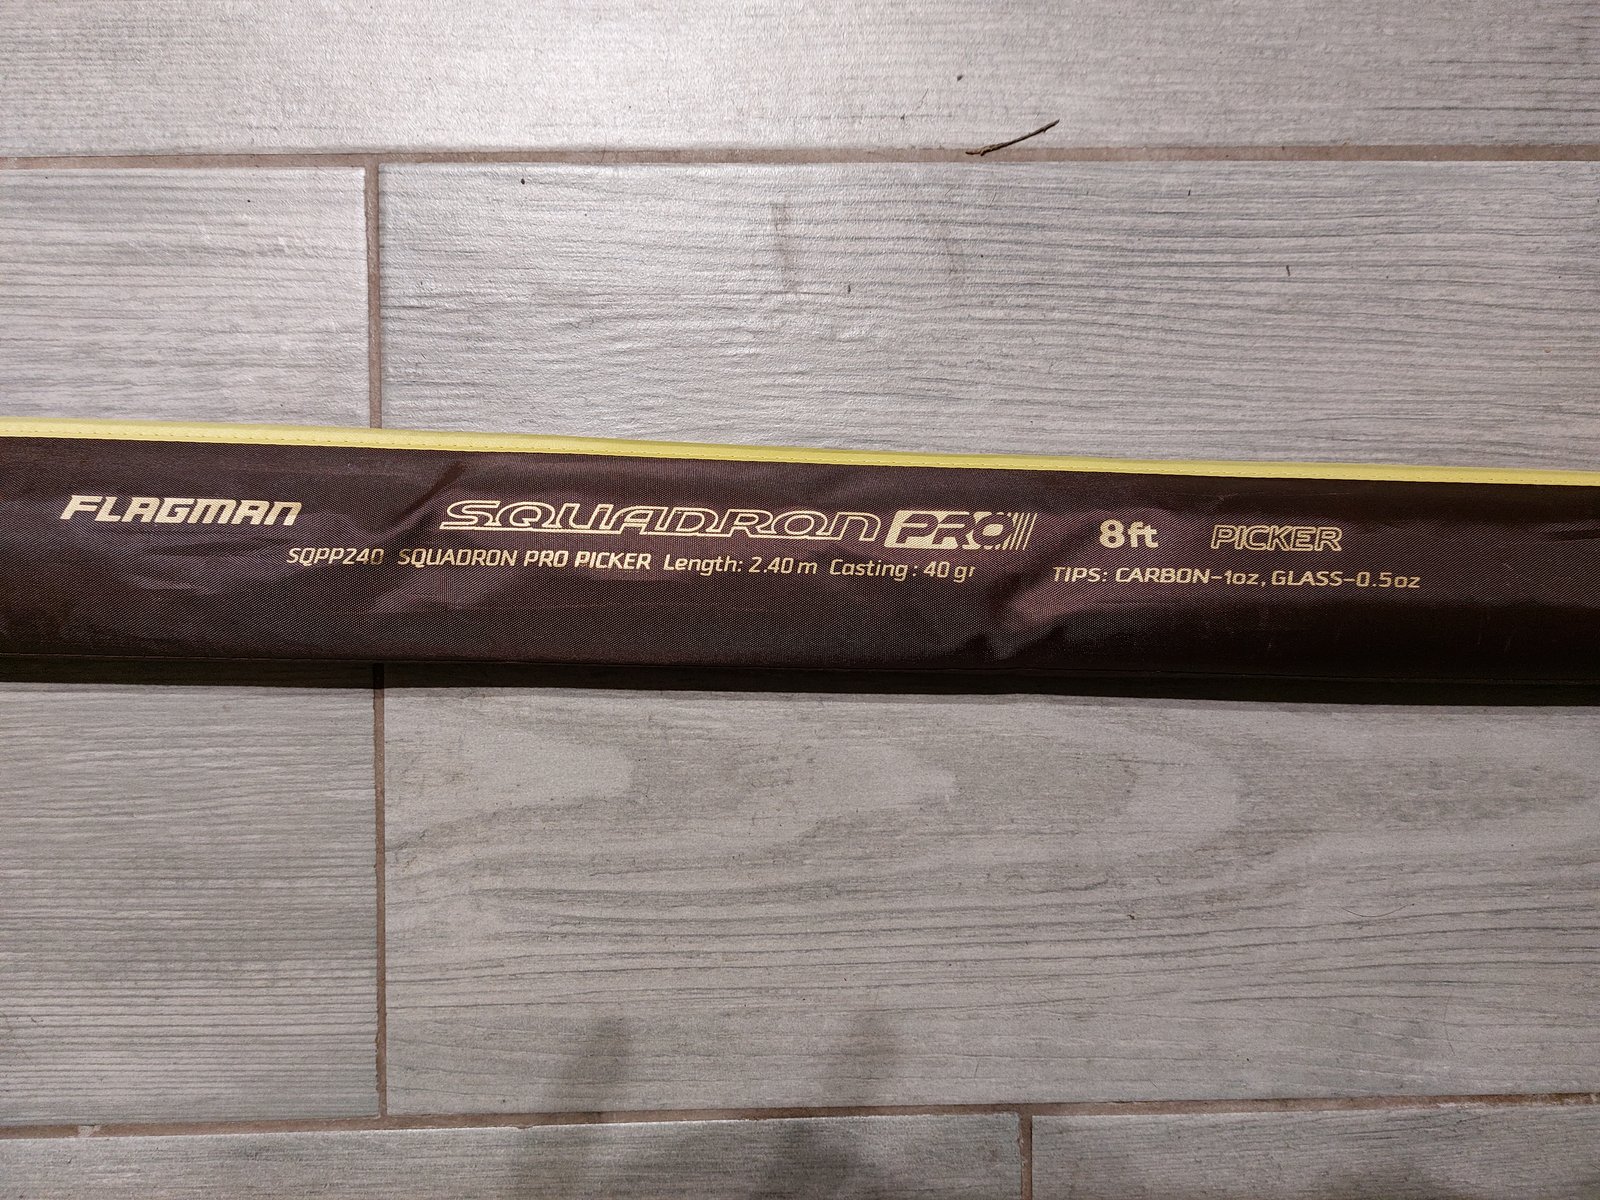 FLAGMAN SQUADRON PRO 8ft PICKER
SQPP240 SQUADRON PRO PICKER Length: 2.40 m Casting: 40 gr TIPS: CARBON-1oz, GLASS-0.5oz